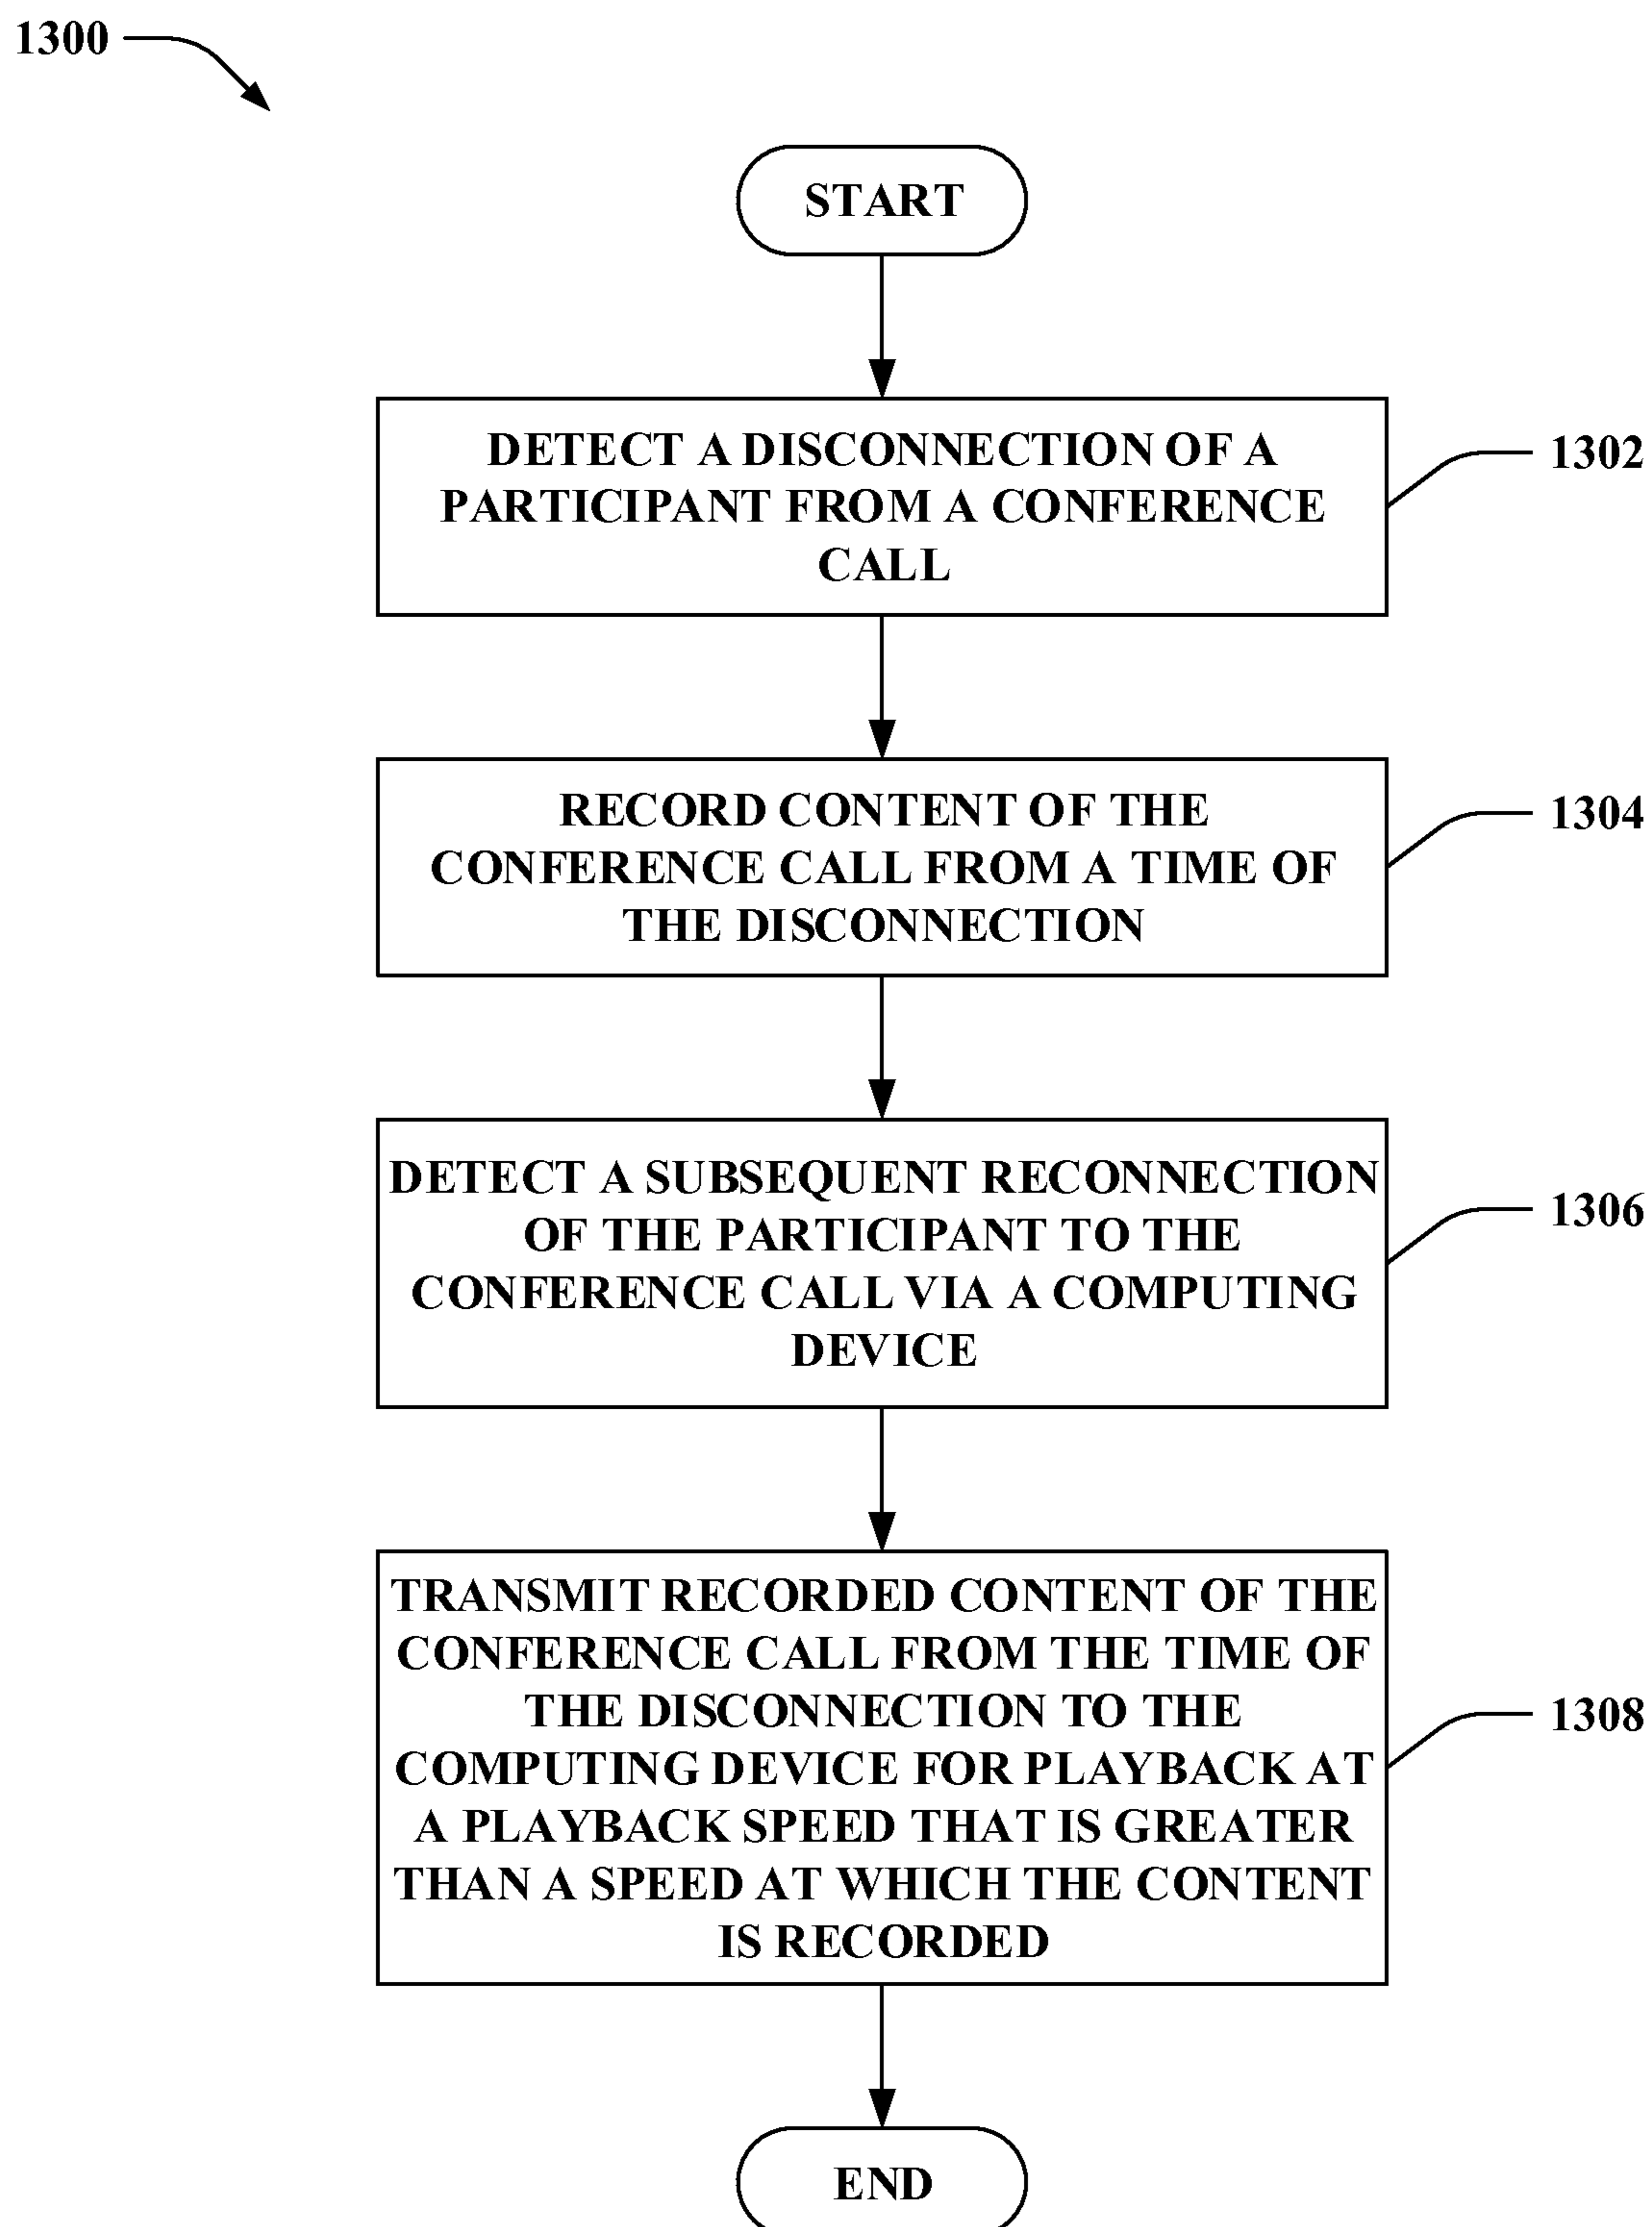 1300
START
DETECT A DISCONNECTION OF A
PARTICIPANT FROM A CONFERENCE
CALL
1302
RECORD CONTENT OF THE
CONFERENCE CALL FROM A TIME OF
THE DISCONNECTION
1304
DETECT A SUBSEQUENT RECONNECTION
OF THE PARTICIPANT TO THE
CONFERENCE CALL VIA A COMPUTING
DEVICE
1306
TRANSMIT RECORDED CONTENT OF THE
CONFERENCE CALL FROM THE TIME OF
THE DISCONNECTION TO THE
COMPUTING DEVICE FOR PLAYBACK AT
A PLAYBACK SPEED THAT IS GREATER
THAN A SPEED AT WHICH THE CONTENT
IS RECORDED
1308
END